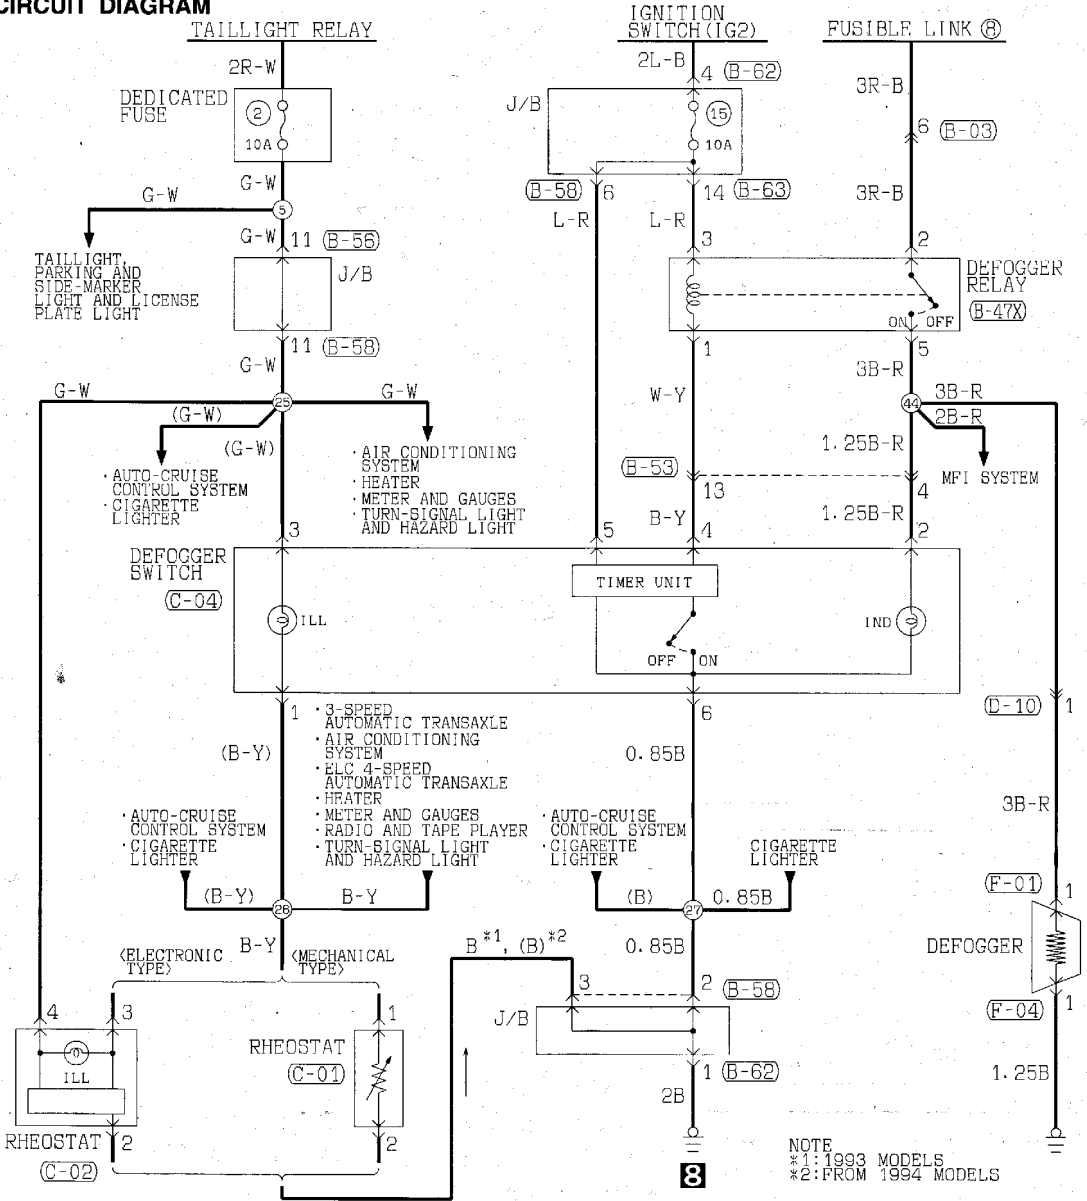 CIRCUIT DIAGRAM
TAILLIGHT RELAY
IGNITION
SWITCH(IG2)
FUSIBLE LINK ⑧
2R-W
2L-B
4 (B-62)
3R-B
DEDICATED
FUSE
2
10A
J/B
15
10A
6 (B-03)
G-W
G-W
5
(B-58) 6
14 (B-63)
3R-B
L-R
L-R
G-W
11 (B-56)
3
2
TAILLIGHT,
PARKING AND
SIDE-MARKER
LIGHT AND LICENSE
PLATE LIGHT
J/B
DEFOGGER
RELAY
(B-47X)
ON OFF
11 (B-58)
1
5
G-W
3B-R
G-W
25
G-W
W-Y
44
3B-R
2B-R
(G-W)
(G-W)
1.25B-R
MFI SYSTEM
· AUTO-CRUISE
CONTROL SYSTEM
· CIGARETTE
LIGHTER
· AIR CONDITIONING
SYSTEM
· HEATER
· METER AND GAUGES
· TURN-SIGNAL LIGHT
AND HAZARD LIGHT
(B-53)
13
4
B-Y
1.25B-R
3
5
4
2
DEFOGGER
SWITCH
(C-04)
TIMER UNIT
ILL
IND
OFF ON
1
6
(D-10) 1
(B-Y)
· 3-SPEED
AUTOMATIC TRANSAXLE
· AIR CONDITIONING
SYSTEM
· ELC 4-SPEED
AUTOMATIC TRANSAXLE
· HEATER
· METER AND GAUGES
· RADIO AND TAPE PLAYER
· TURN-SIGNAL LIGHT
AND HAZARD LIGHT
0.85B
3B-R
· AUTO-CRUISE
CONTROL SYSTEM
· CIGARETTE
LIGHTER
· AUTO-CRUISE
CONTROL SYSTEM
· CIGARETTE
LIGHTER
CIGARETTE
LIGHTER
(B-Y)
26
B-Y
(B)
27
0.85B
(F-01) 1
DEFOGGER
B-Y
<ELECTRONIC
TYPE>
<MECHANICAL
TYPE>
B*1, (B)*2
0.85B
3
2 (B-58)
(F-04) 1
4
3
1
J/B
RHEOSTAT
(C-01)
ILL
1 (B-62)
1.25B
2B
RHEOSTAT
(C-02)
2
2
8
NOTE
*1:1993 MODELS
*2:FROM 1994 MODELS